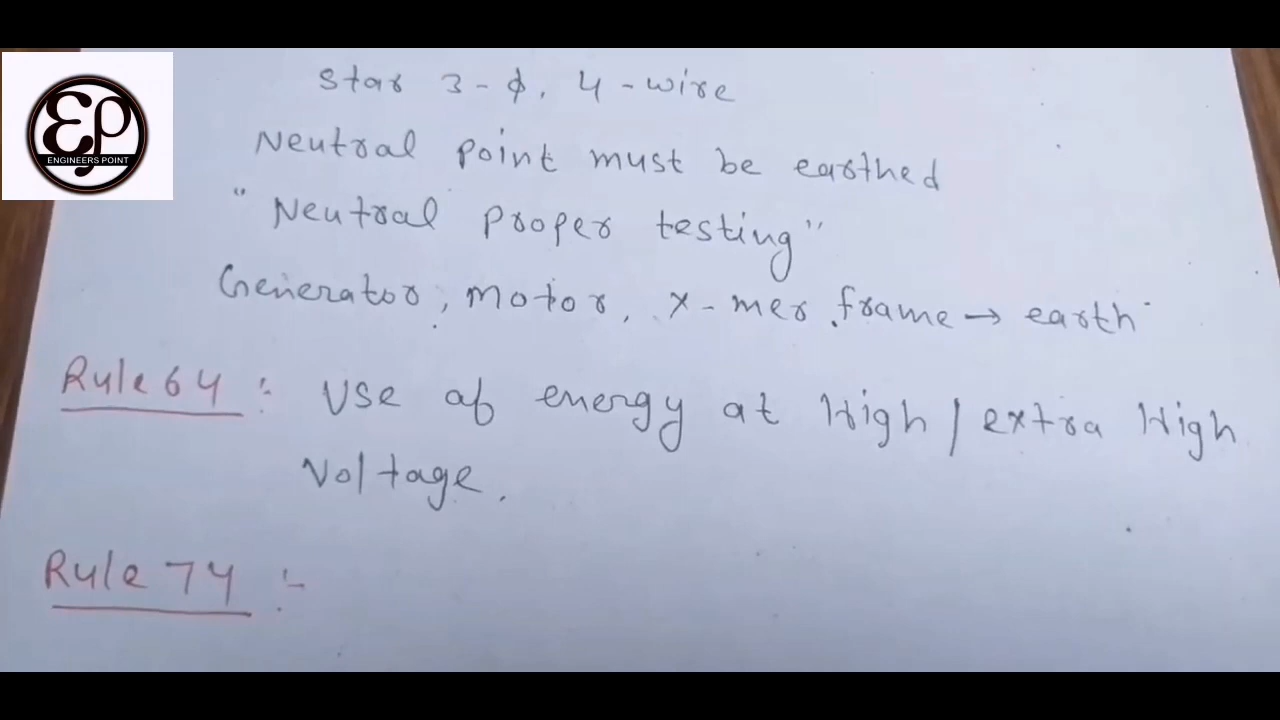 EP
ENGINEERS POINT
Star 3-ϕ, 4-wire
Neutral point must be earthed
"Neutral proper testing"
Generator, Motor, x-mer frame → earth
Rule 64 :- Use of energy at High / extra High
Voltage.
Rule 74 :-